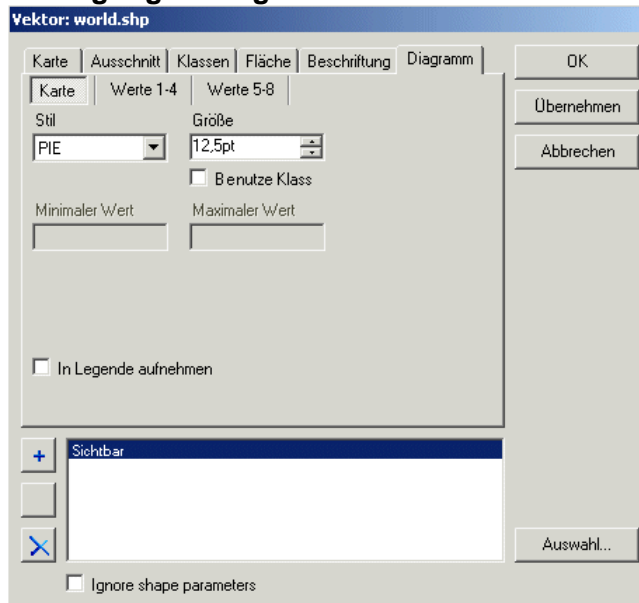 Vektor: world.shp
Karte Ausschnitt Klassen Fläche Beschriftung Diagramm
OK
Karte Werte 1-4 Werte 5-8
Übernehmen
Stil Größe
PIE 12,5pt
Abbrechen
Benutze Klass
Minimaler Wert Maximaler Wert
In Legende aufnehmen
+ Sichtbar
Auswahl...
Ignore shape parameters